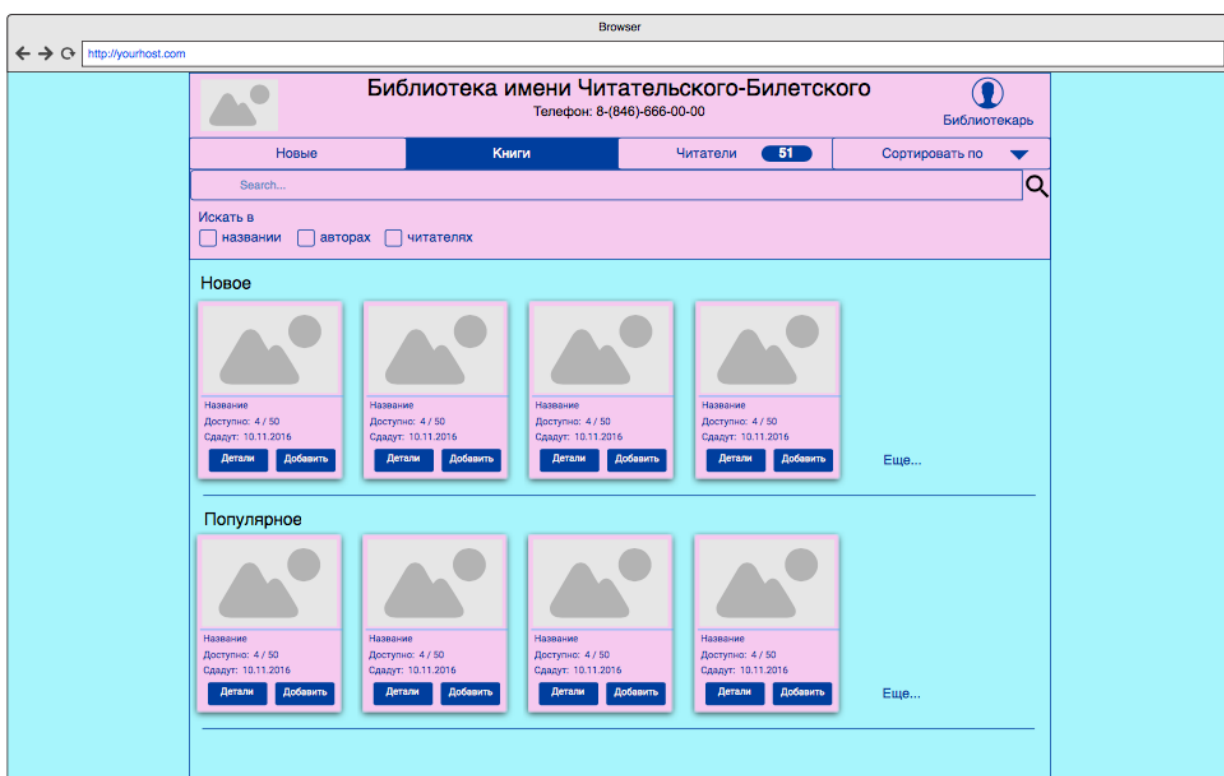 Browser
http://yourhost.com
Библиотека имени Читательского-Билетского
Телефон: 8-(846)-666-00-00
Библиотекарь
Новые Книги Читатели 51 Сортировать по
Search...
Искать в
названии авторах читателях
Новое
Название Название Название Название
Доступно: 4 / 50 Доступно: 4 / 50 Доступно: 4 / 50 Доступно: 4 / 50
Сдадут: 10.11.2016 Сдадут: 10.11.2016 Сдадут: 10.11.2016 Сдадут: 10.11.2016
Детали Добавить Детали Добавить Детали Добавить Детали Добавить Еще...
Популярное
Название Название Название Название
Доступно: 4 / 50 Доступно: 4 / 50 Доступно: 4 / 50 Доступно: 4 / 50
Сдадут: 10.11.2016 Сдадут: 10.11.2016 Сдадут: 10.11.2016 Сдадут: 10.11.2016
Детали Добавить Детали Добавить Детали Добавить Детали Добавить Еще...